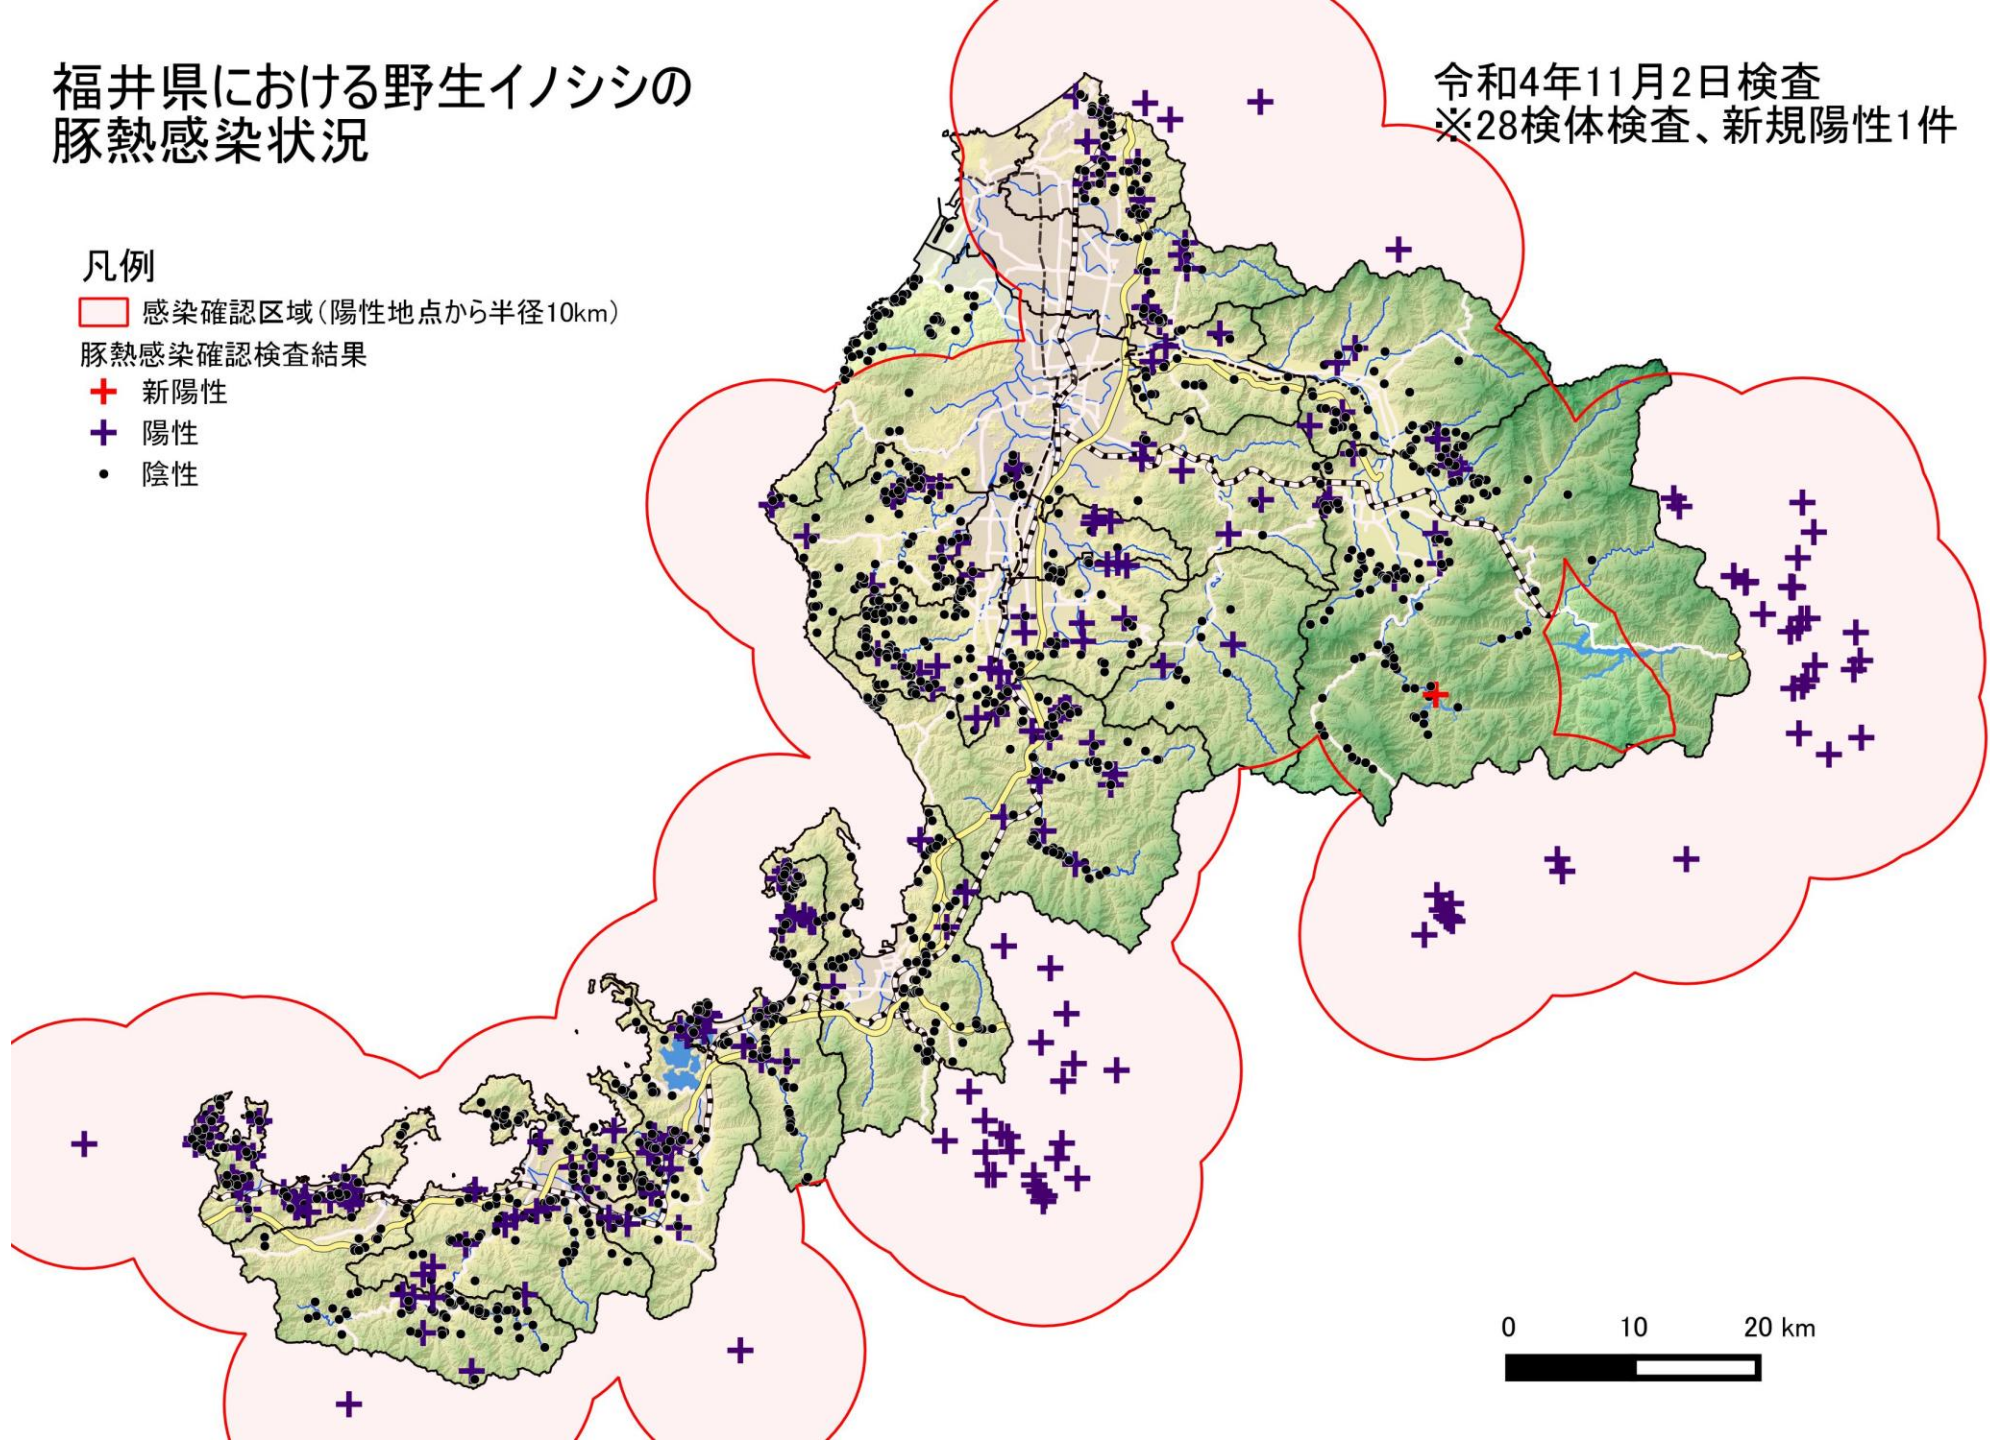 福井県における野生イノシシの
豚熱感染状況
令和4年11月2日検査
※28検体検査、新規陽性1件
凡例
感染確認区域(陽性地点から半径10km)
豚熱感染確認検査結果
新陽性
陽性
陰性
0 10 20 km